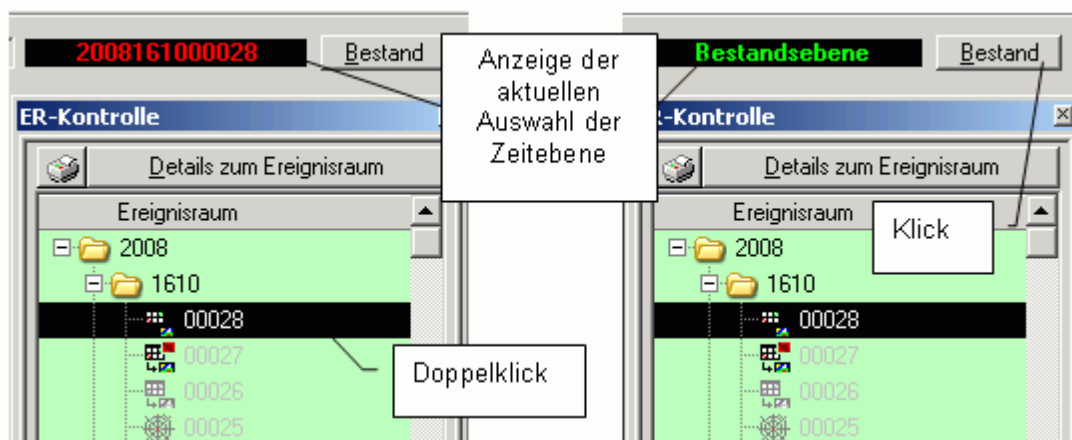 2008161000028
Bestand
Anzeige der
aktuellen
Auswahl der
Zeitebene
Bestandsebene
Bestand
ER-Kontrolle
Details zum Ereignisraum
Ereignisraum
2008
1610
00028
00027
00026
00025
Doppelklick
-Kontrolle
Details zum Ereignisraum
Ereignisraum
Klick
2008
1610
00028
00027
00026
00025